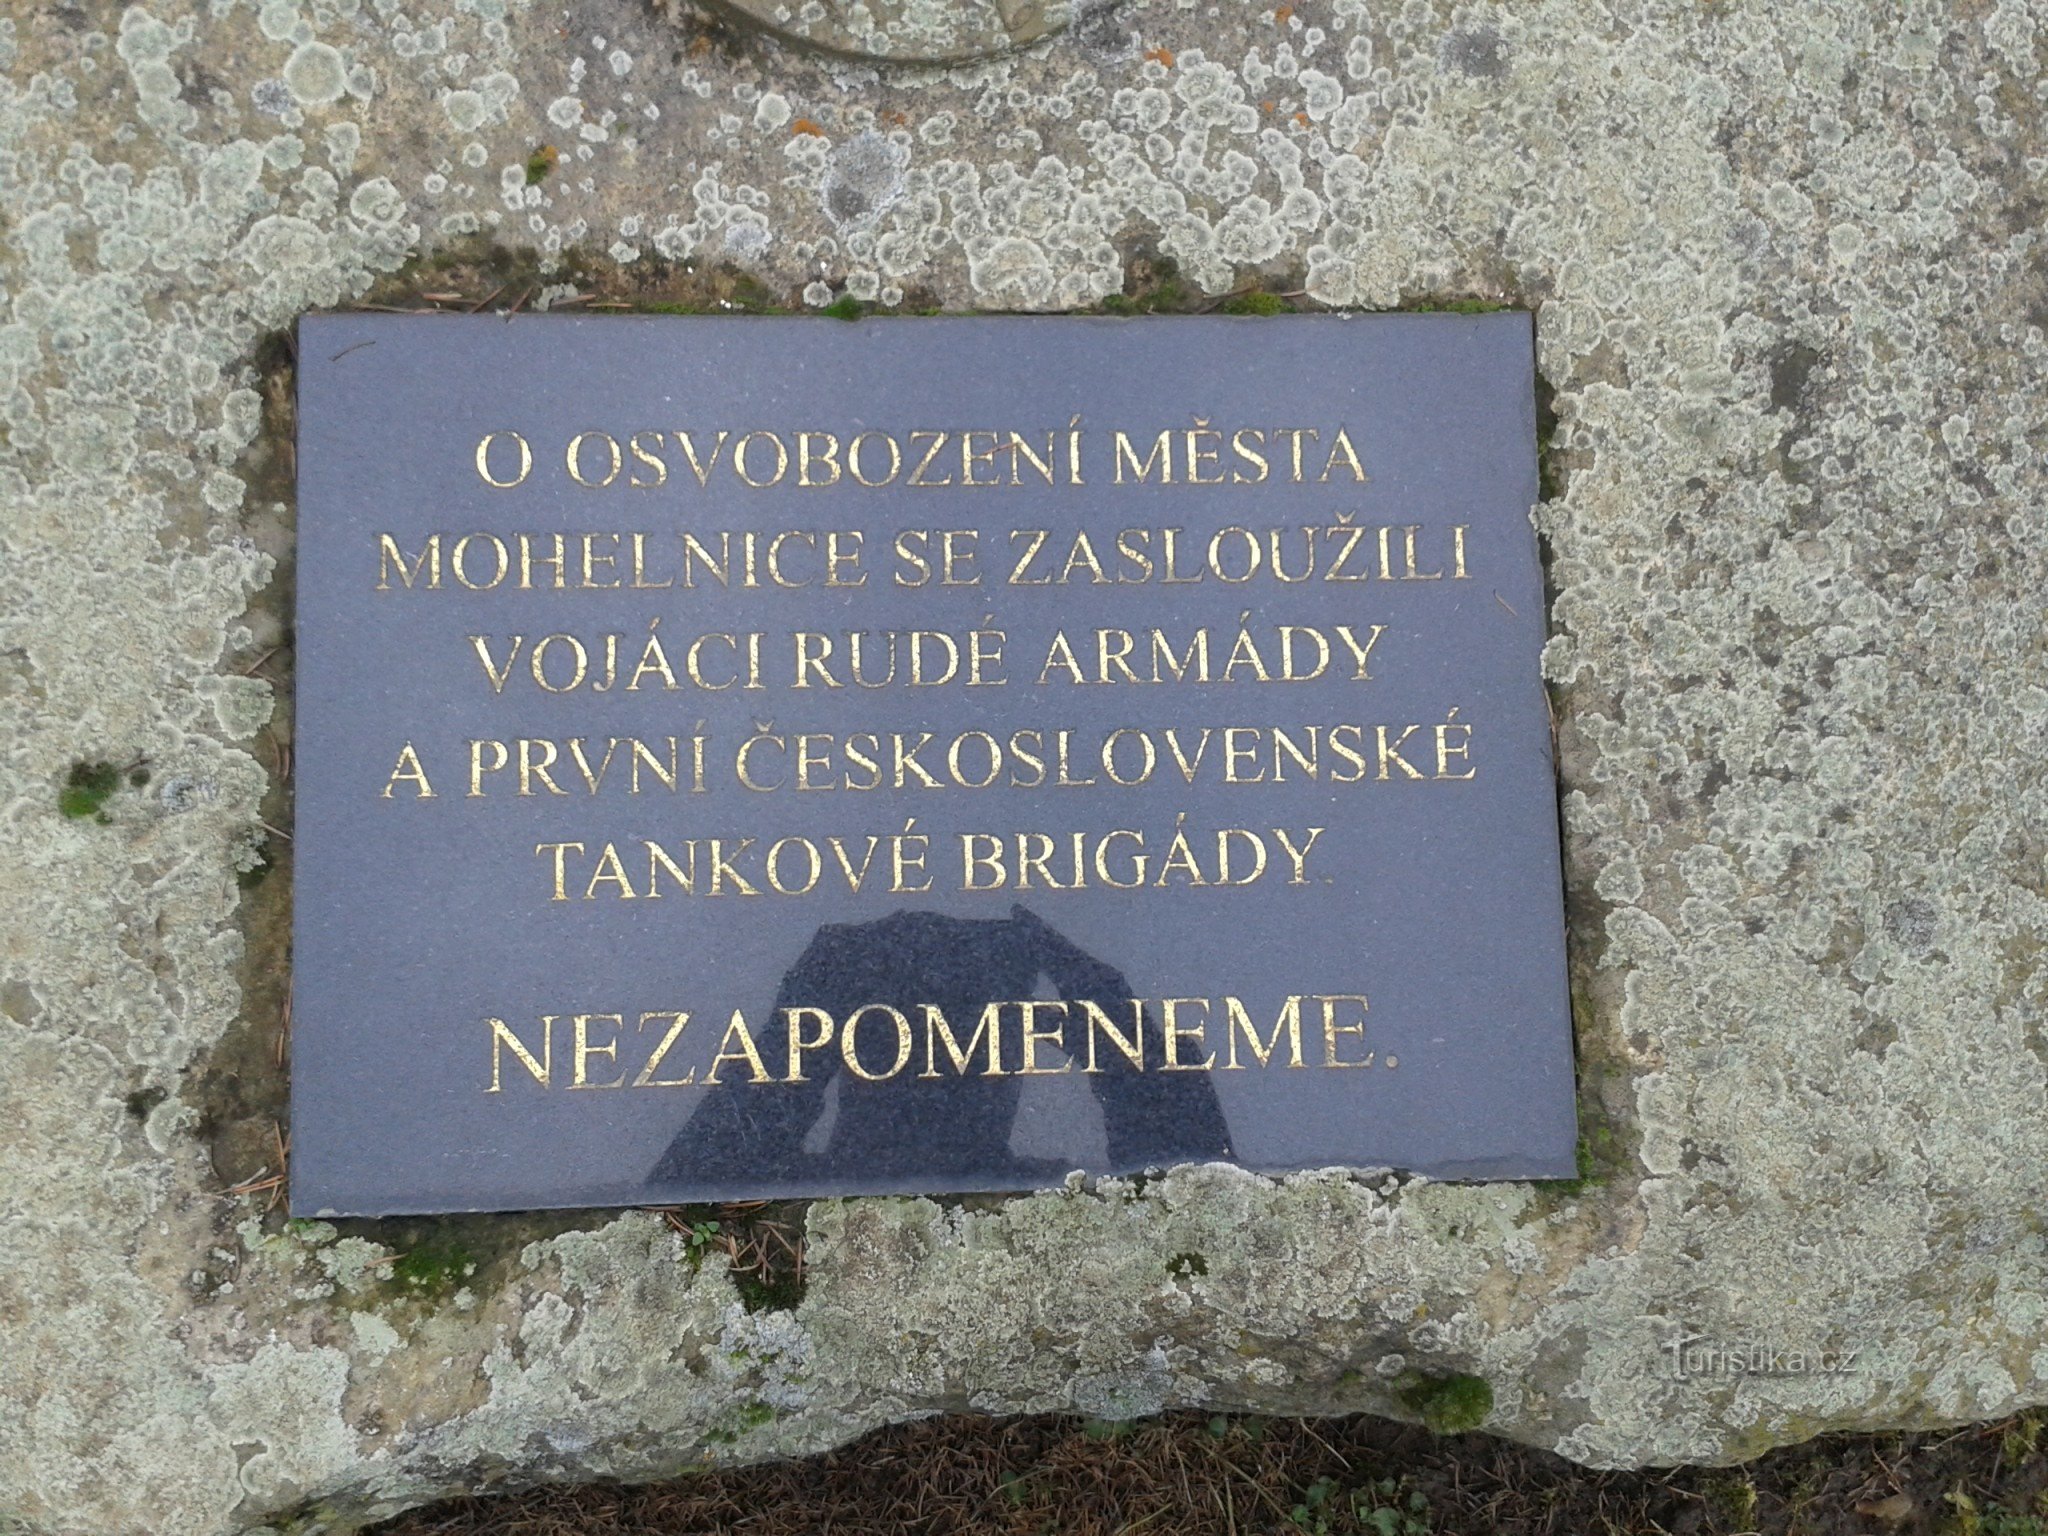 O OSVOBOZENÍ MĚSTA
MOHELNICE SE ZASLOUŽILI
VOJÁCI RUDÉ ARMÁDY
A PRVNÍ ČESKOSLOVENSKÉ
TANKOVÉ BRIGÁDY.
NEZAPOMENEME.
Turistika.cz